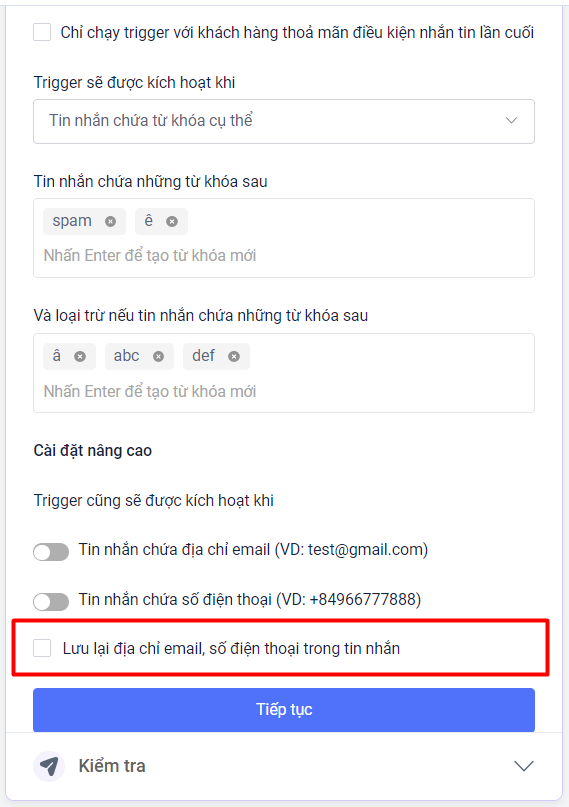 Chỉ chạy trigger với khách hàng thoả mãn điều kiện nhắn tin lần cuối
Trigger sẽ được kích hoạt khi
Tin nhắn chứa từ khóa cụ thể
Tin nhắn chứa những từ khóa sau
spam ê
Nhấn Enter để tạo từ khóa mới
Và loại trừ nếu tin nhắn chứa những từ khóa sau
â abc def
Nhấn Enter để tạo từ khóa mới
Cài đặt nâng cao
Trigger cũng sẽ được kích hoạt khi
Tin nhắn chứa địa chỉ email (VD: test@gmail.com)
Tin nhắn chứa số điện thoại (VD: +84966777888)
Lưu lại địa chỉ email, số điện thoại trong tin nhắn
Tiếp tục
Kiểm tra